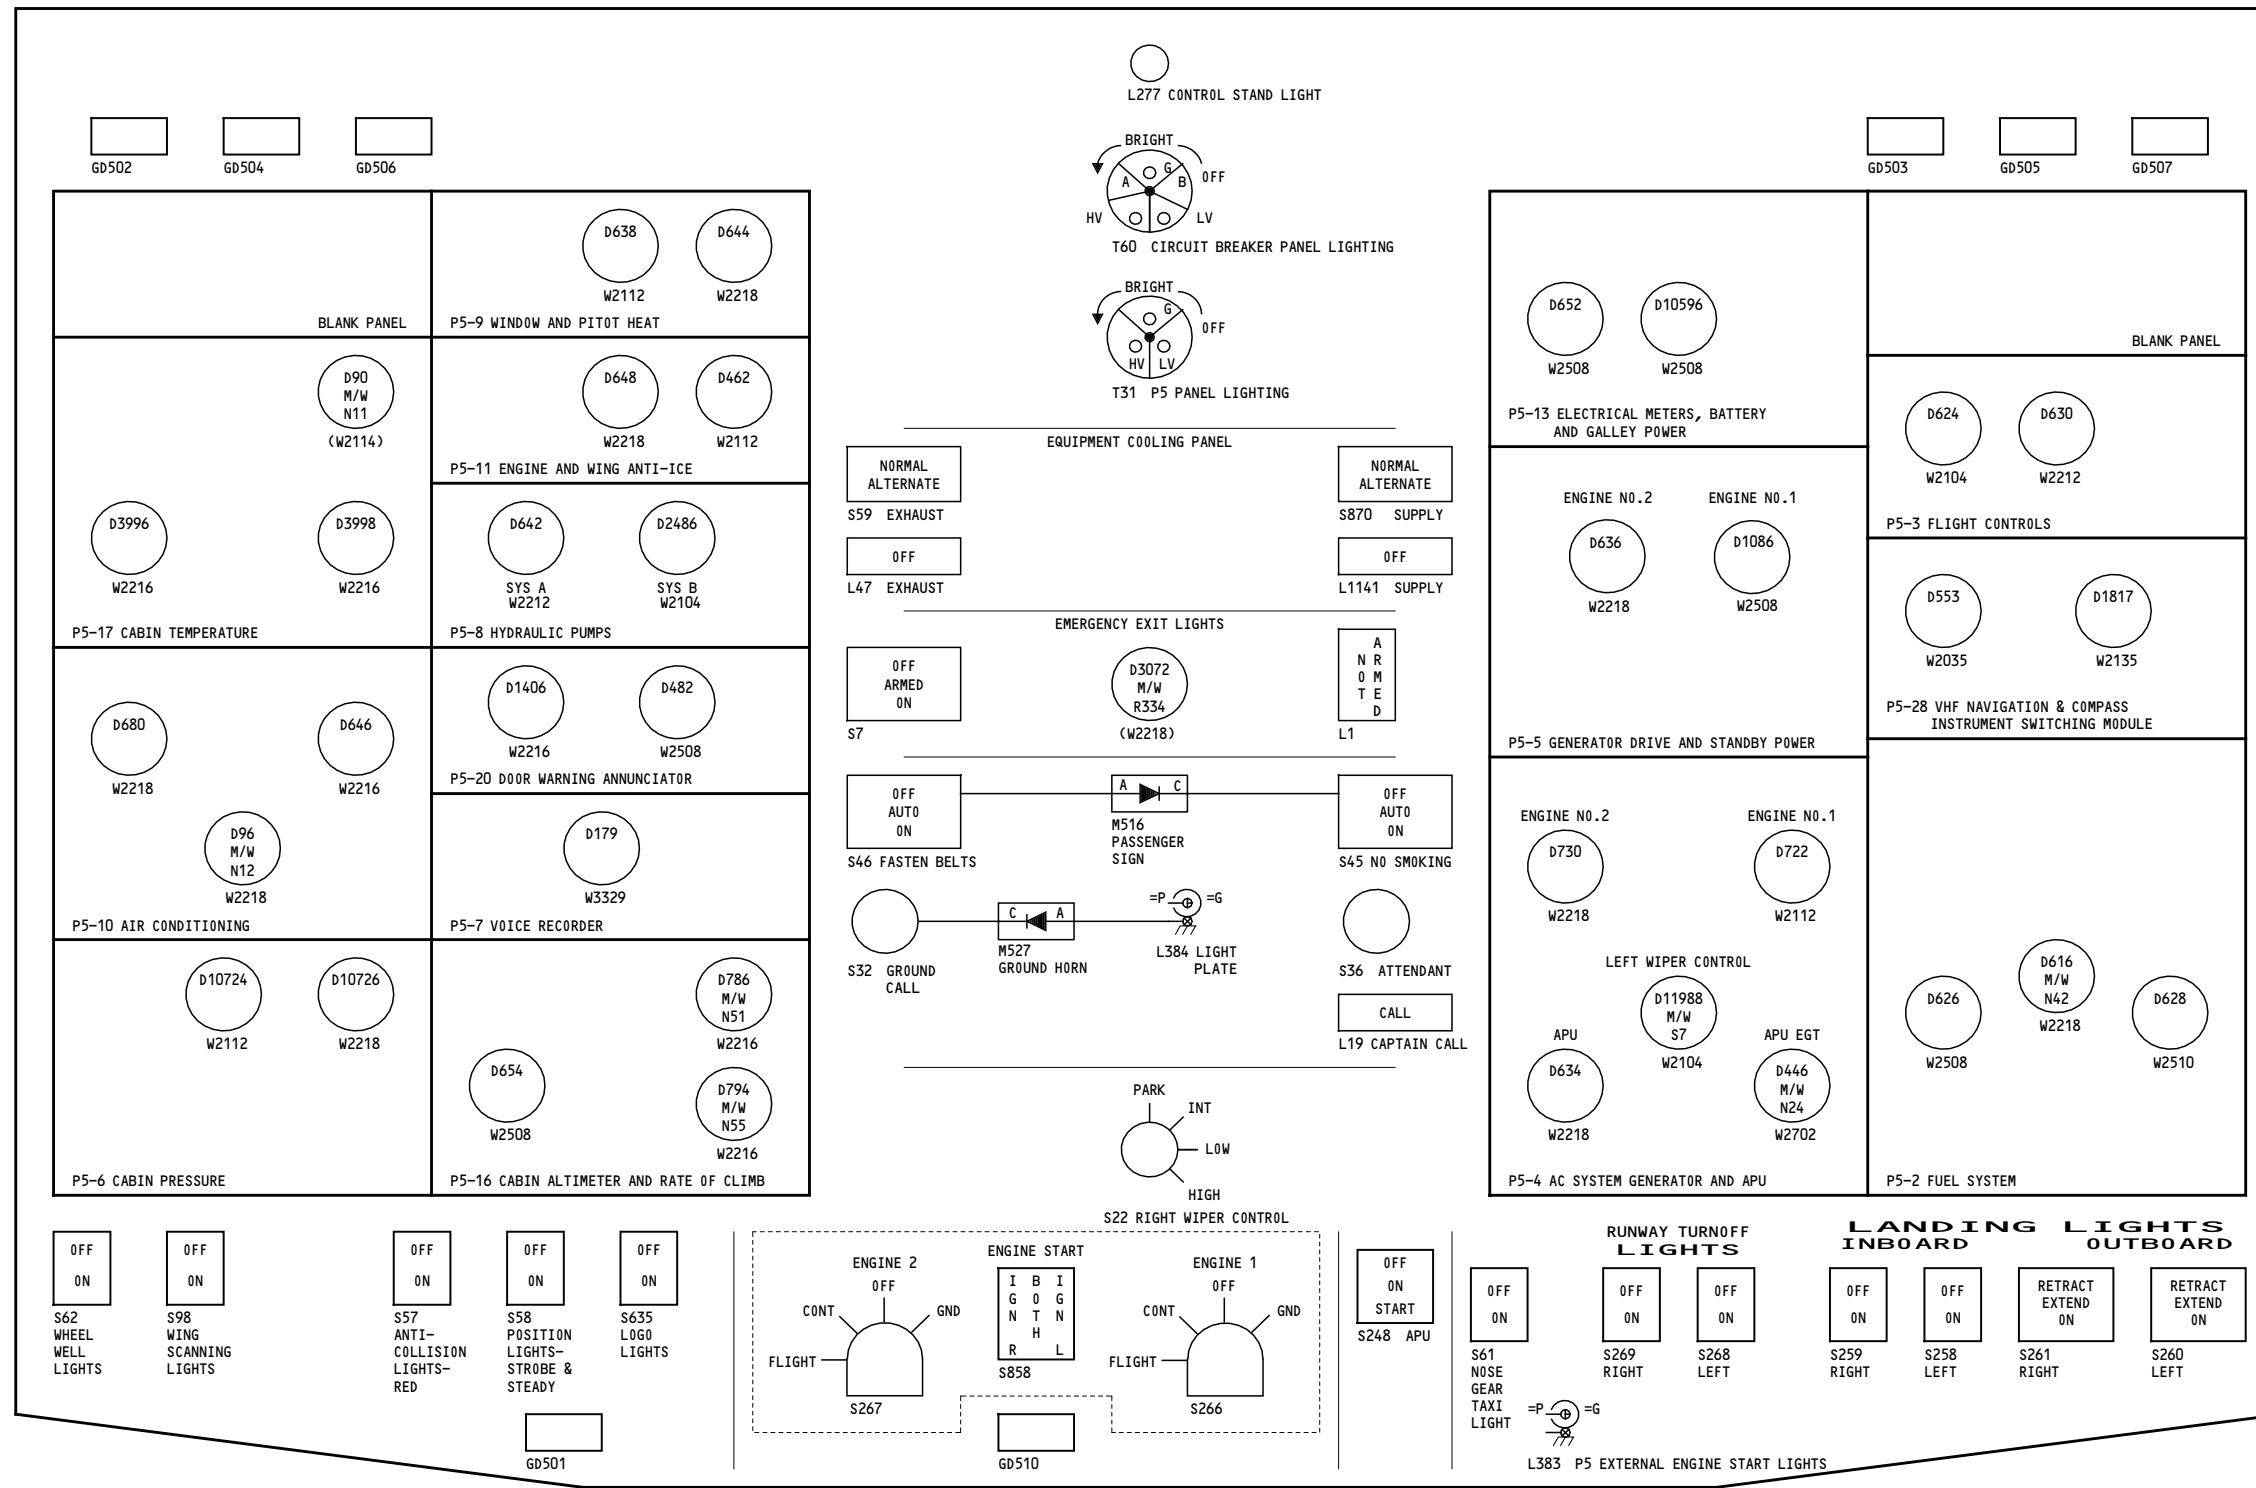 L277 CONTROL STAND LIGHT
BRIGHT
G
A
B
OFF
HV
LV
T60 CIRCUIT BREAKER PANEL LIGHTING
BRIGHT
G
OFF
HV
LV
T31 P5 PANEL LIGHTING
GD502
GD504
GD506
GD503
GD505
GD507
BLANK PANEL
D638
W2112
D644
W2218
P5-9 WINDOW AND PITOT HEAT
D90
M/W
N11
(W2114)
D3996
W2216
D3998
W2216
P5-17 CABIN TEMPERATURE
D648
W2218
D462
W2112
P5-11 ENGINE AND WING ANTI-ICE
D642
SYS A
W2212
D2486
SYS B
W2104
P5-8 HYDRAULIC PUMPS
D680
W2218
D646
W2216
D96
M/W
N12
W2218
P5-10 AIR CONDITIONING
D1406
W2216
D482
W2508
P5-20 DOOR WARNING ANNUNCIATOR
D179
W3329
P5-7 VOICE RECORDER
D10724
W2112
D10726
W2218
P5-6 CABIN PRESSURE
D786
M/W
N51
W2216
D654
W2508
D794
M/W
N55
W2216
P5-16 CABIN ALTIMETER AND RATE OF CLIMB
EQUIPMENT COOLING PANEL
NORMAL
ALTERNATE
S59 EXHAUST
NORMAL
ALTERNATE
S870 SUPPLY
OFF
L47 EXHAUST
OFF
L1141 SUPPLY
EMERGENCY EXIT LIGHTS
OFF
ARMED
ON
S7
D3072
M/W
R334
(W2218)
NOT
ARMED
L1
OFF
AUTO
ON
S46 FASTEN BELTS
A
C
M516
PASSENGER
SIGN
OFF
AUTO
ON
S45 NO SMOKING
S32 GROUND
CALL
C
A
M527
GROUND HORN
=P
=G
L384 LIGHT
PLATE
S36 ATTENDANT
CALL
L19 CAPTAIN CALL
PARK
INT
LOW
HIGH
S22 RIGHT WIPER CONTROL
D652
W2508
D10596
W2508
P5-13 ELECTRICAL METERS, BATTERY
AND GALLEY POWER
BLANK PANEL
D624
W2104
D630
W2212
P5-3 FLIGHT CONTROLS
ENGINE NO.2
D636
W2218
ENGINE NO.1
D1086
W2508
P5-5 GENERATOR DRIVE AND STANDBY POWER
D553
W2035
D1817
W2135
P5-28 VHF NAVIGATION & COMPASS
INSTRUMENT SWITCHING MODULE
ENGINE NO.2
D730
W2218
ENGINE NO.1
D722
W2112
LEFT WIPER CONTROL
D11988
M/W
S7
W2104
APU
D634
W2218
APU EGT
D446
M/W
N24
W2702
P5-4 AC SYSTEM GENERATOR AND APU
D626
W2508
D616
M/W
N42
W2218
D628
W2510
P5-2 FUEL SYSTEM
OFF
ON
S62
WHEEL
WELL
LIGHTS
OFF
ON
S98
WING
SCANNING
LIGHTS
OFF
ON
S57
ANTI-
COLLISION
LIGHTS-
RED
OFF
ON
S58
POSITION
LIGHTS-
STROBE &
STEADY
OFF
ON
S635
LOGO
LIGHTS
GD501
ENGINE 2
OFF
CONT
GND
FLIGHT
S267
ENGINE START
IGN R
BOTH
IGN L
S858
ENGINE 1
OFF
CONT
GND
FLIGHT
S266
GD510
OFF
ON
START
S248 APU
OFF
ON
S61
NOSE
GEAR
TAXI
LIGHT
RUNWAY TURNOFF
LIGHTS
OFF
ON
S269
RIGHT
OFF
ON
S268
LEFT
LANDING LIGHTS
INBOARD
OUTBOARD
OFF
ON
S259
RIGHT
OFF
ON
S258
LEFT
RETRACT
EXTEND
ON
S261
RIGHT
RETRACT
EXTEND
ON
S260
LEFT
=P
=G
L383 P5 EXTERNAL ENGINE START LIGHTS